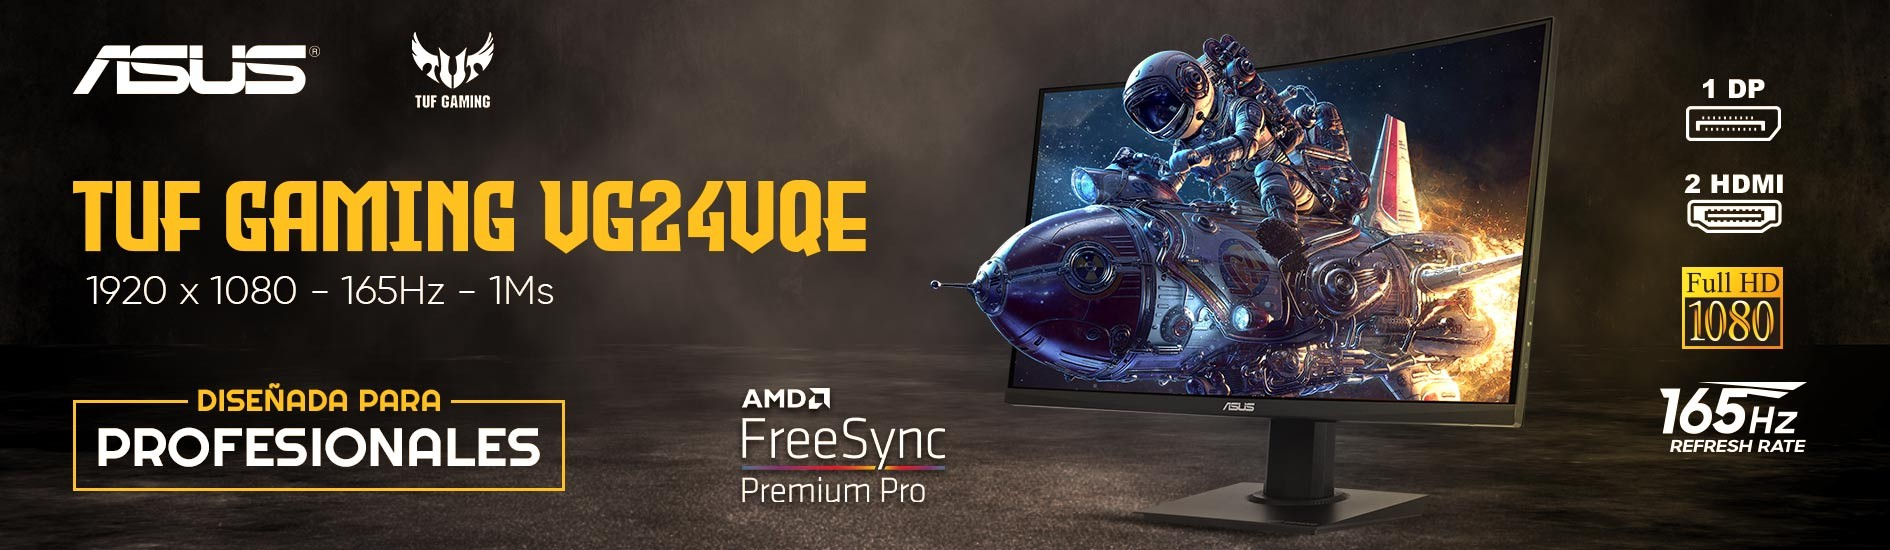 ASUS®
TUF GAMING
TUF GAMING VG24VQE
1920 x 1080 - 165Hz - 1Ms
DISEÑADA PARA
PROFESIONALES
AMD
FreeSync
Premium Pro
ASUS
1 DP
2 HDMI
Full HD
1080
165Hz
REFRESH RATE